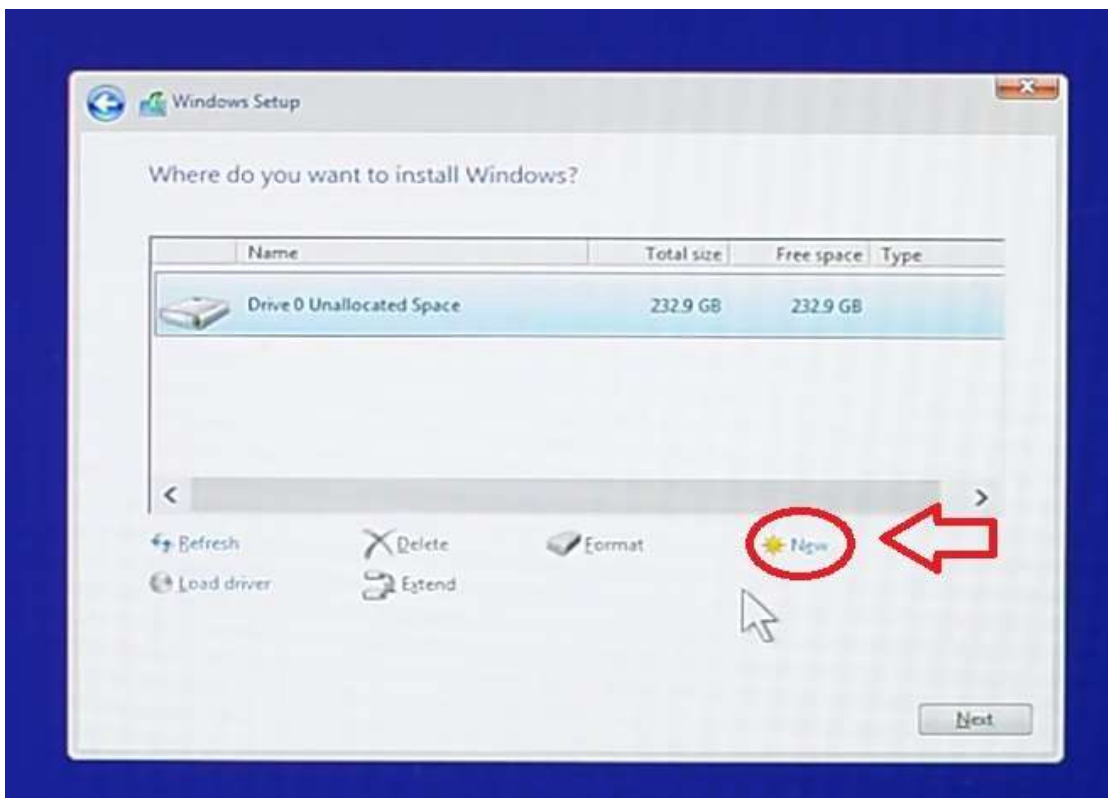 Windows Setup
Where do you want to install Windows?
Name Total size Free space Type
Drive 0 Unallocated Space 232.9 GB 232.9 GB
Refresh Delete Format New
Load driver Extend
Next